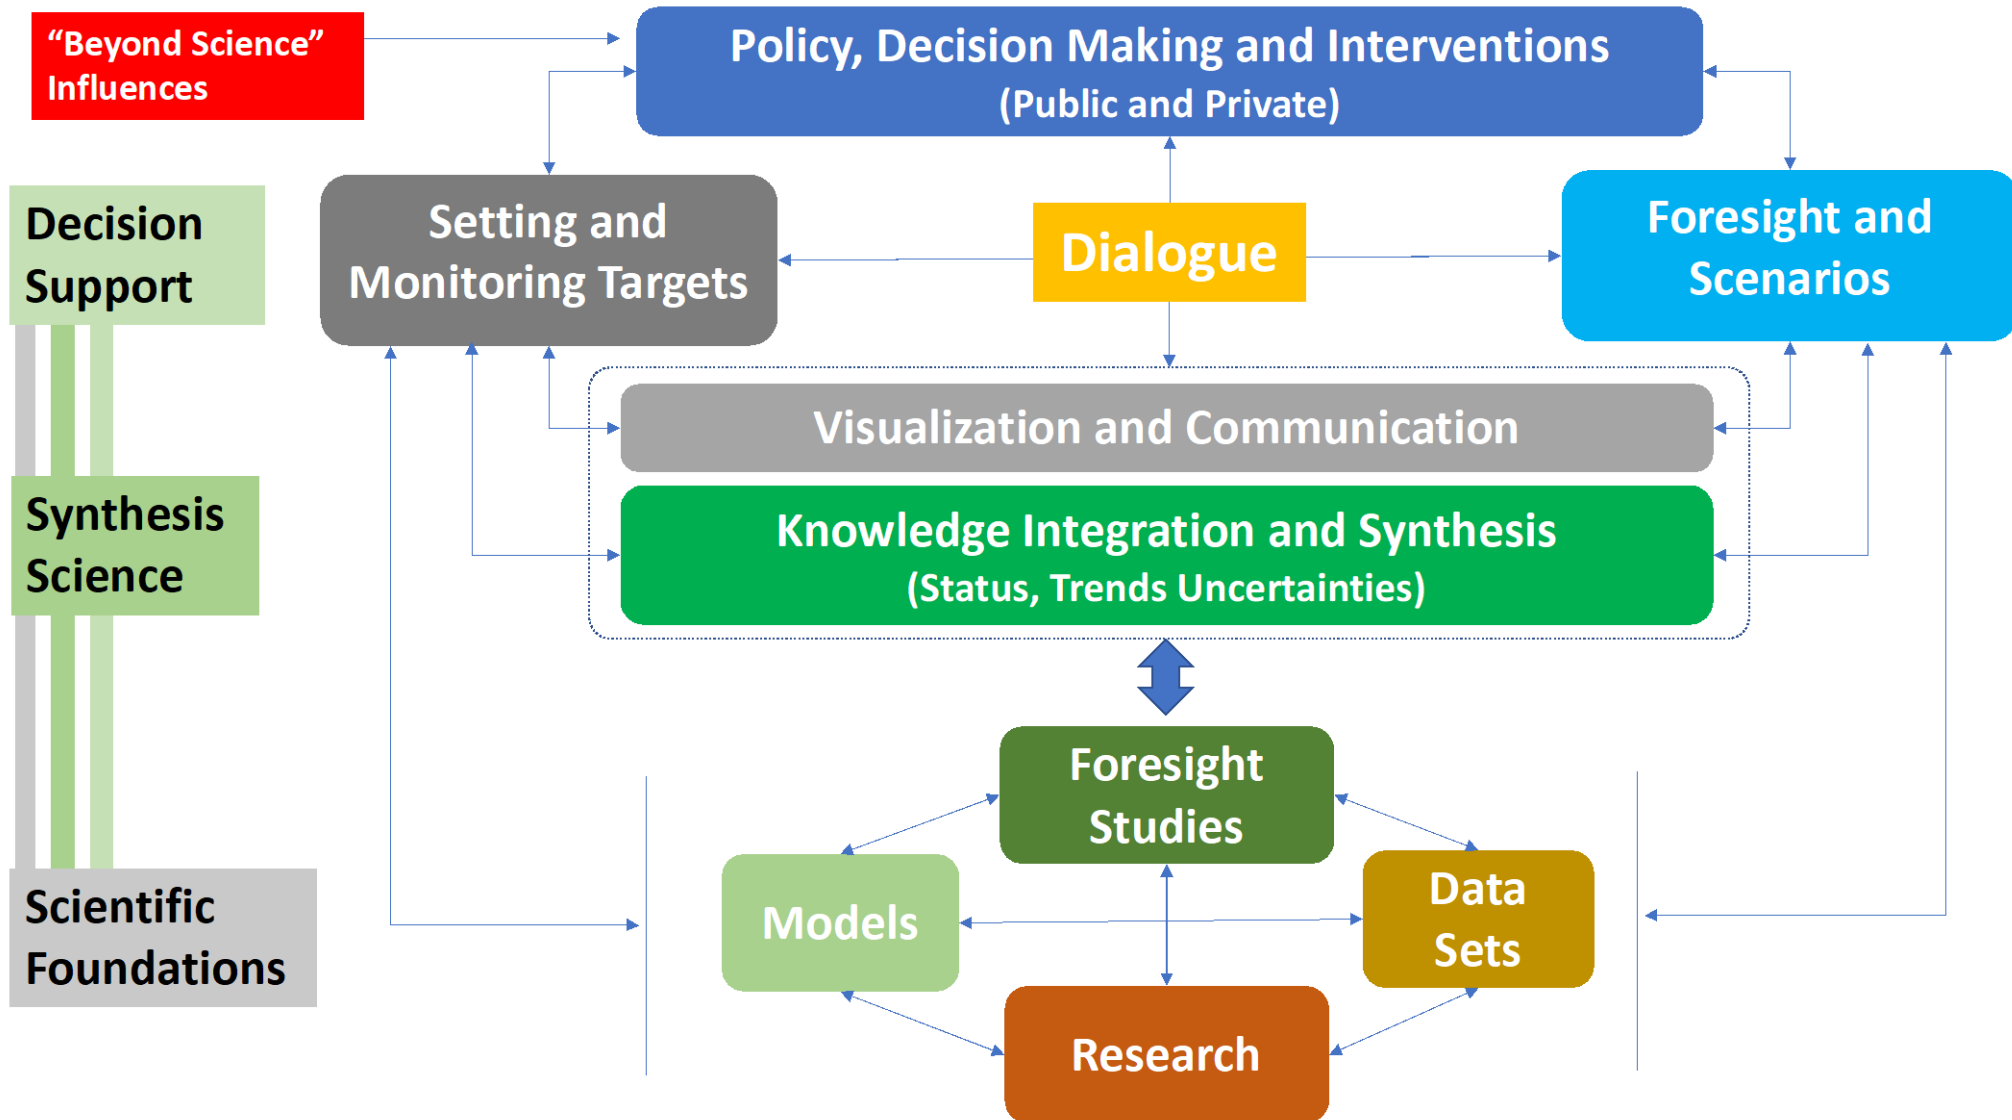 “Beyond Science”
Influences
Policy, Decision Making and Interventions
(Public and Private)
Decision
Support
Setting and
Monitoring Targets
Dialogue
Foresight and
Scenarios
Visualization and Communication
Synthesis
Science
Knowledge Integration and Synthesis
(Status, Trends Uncertainties)
Foresight
Studies
Scientific
Foundations
Models
Data
Sets
Research